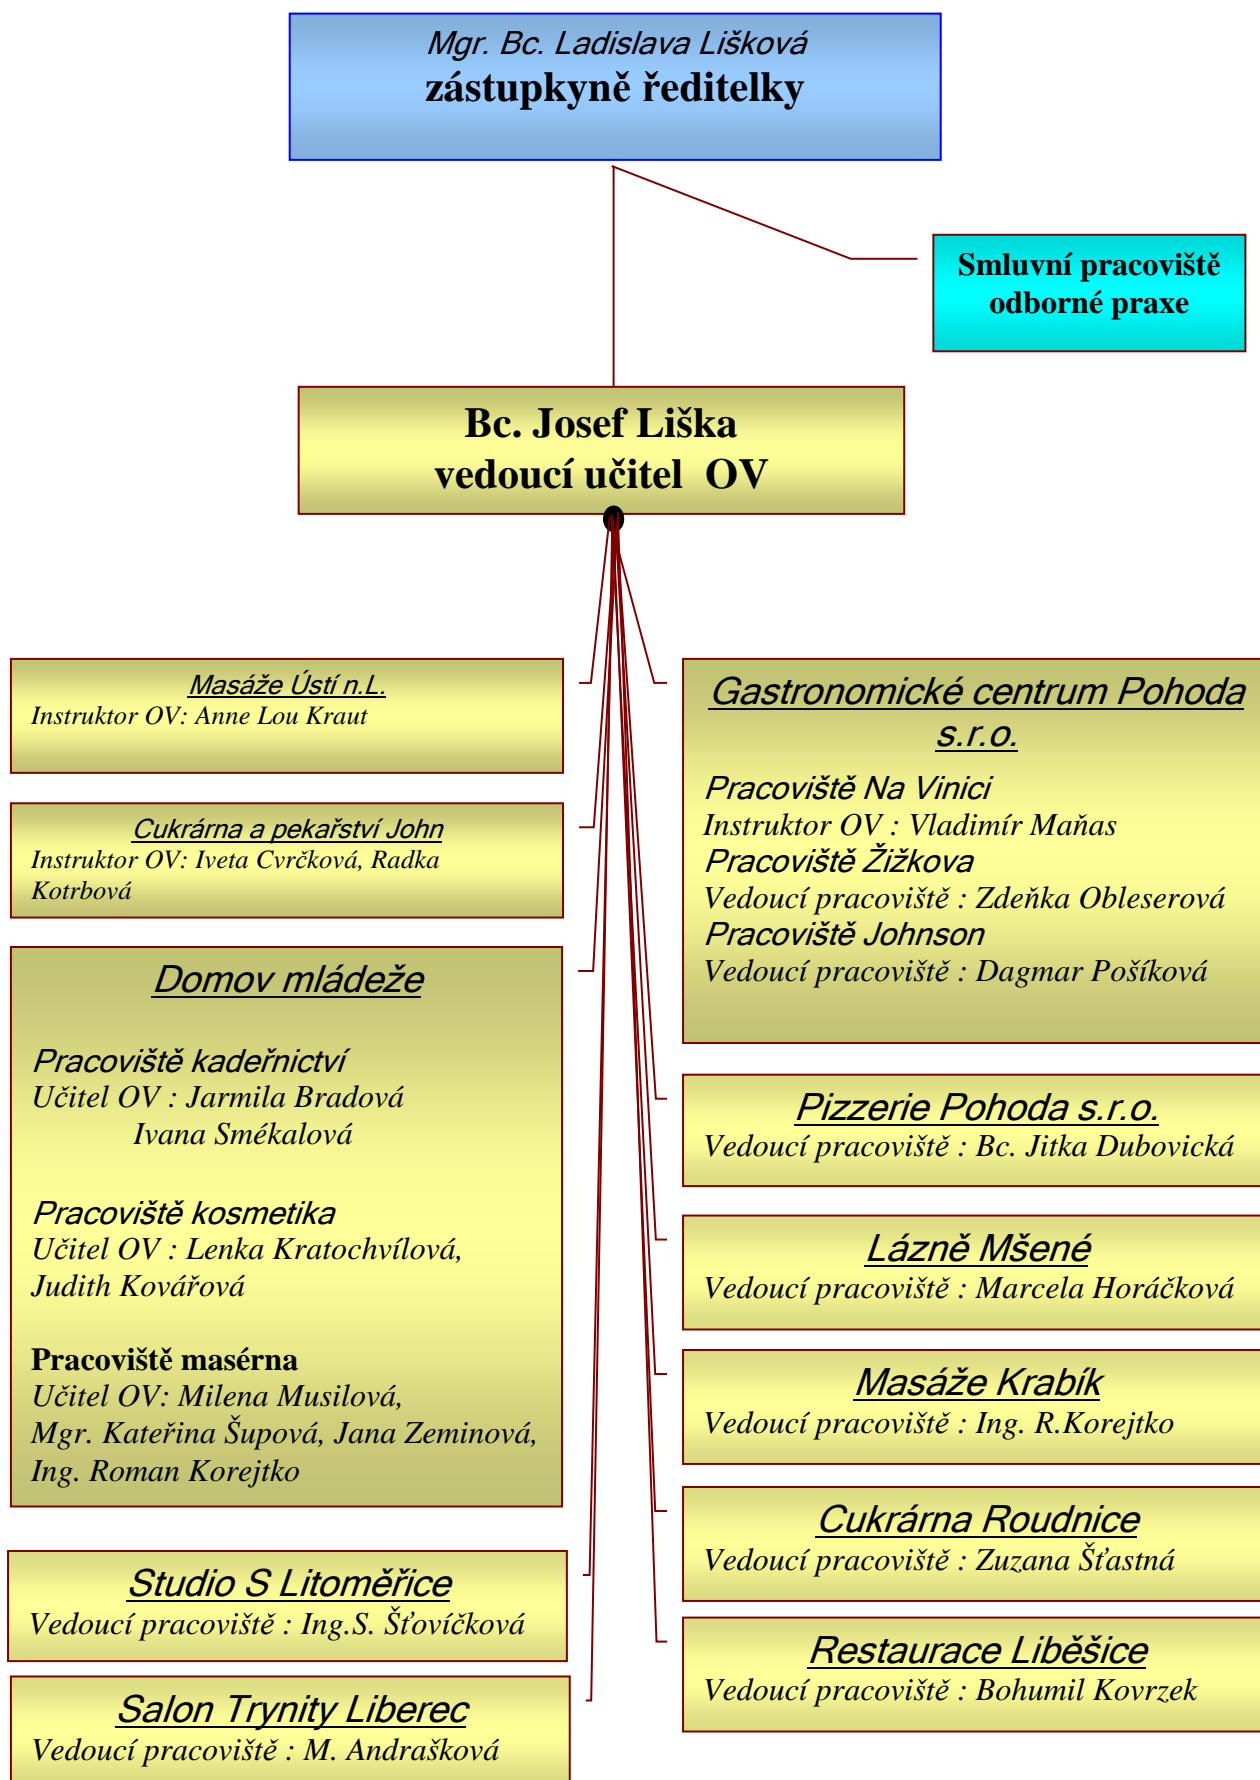 Mgr. Bc. Ladislava Lišková
zástupkyně ředitelky
Smluvní pracoviště
odborné praxe
Bc. Josef Liška
vedoucí učitel  OV
Masáže Ústí n.L.
Instruktor OV: Anne Lou Kraut
Cukrárna a pekařství John
Instruktor OV: Iveta Cvrčková, Radka
Kotrbová
Domov mládeže
Pracoviště kadeřnictví
Učitel OV : Jarmila Bradová
Ivana Smékalová
Pracoviště kosmetika
Učitel OV : Lenka Kratochvílová,
Judith Kovářová
Pracoviště masérna
Učitel OV: Milena Musilová,
Mgr. Kateřina Šupová, Jana Zeminová,
Ing. Roman Korejtko
Studio S Litoměřice
Vedoucí pracoviště : Ing.S. Šťovíčková
Salon Trynity Liberec
Vedoucí pracoviště : M. Andrašková
Gastronomické centrum Pohoda
s.r.o.
Pracoviště Na Vinici
Instruktor OV : Vladimír Maňas
Pracoviště Žižkova
Vedoucí pracoviště : Zdeňka Obleserová
Pracoviště Johnson
Vedoucí pracoviště : Dagmar Pošíková
Pizzerie Pohoda s.r.o.
Vedoucí pracoviště : Bc. Jitka Dubovická
Lázně Mšené
Vedoucí pracoviště : Marcela Horáčková
Masáže Krabík
Vedoucí pracoviště : Ing. R.Korejtko
Cukrárna Roudnice
Vedoucí pracoviště : Zuzana Šťastná
Restaurace Liběšice
Vedoucí pracoviště : Bohumil Kovrzek